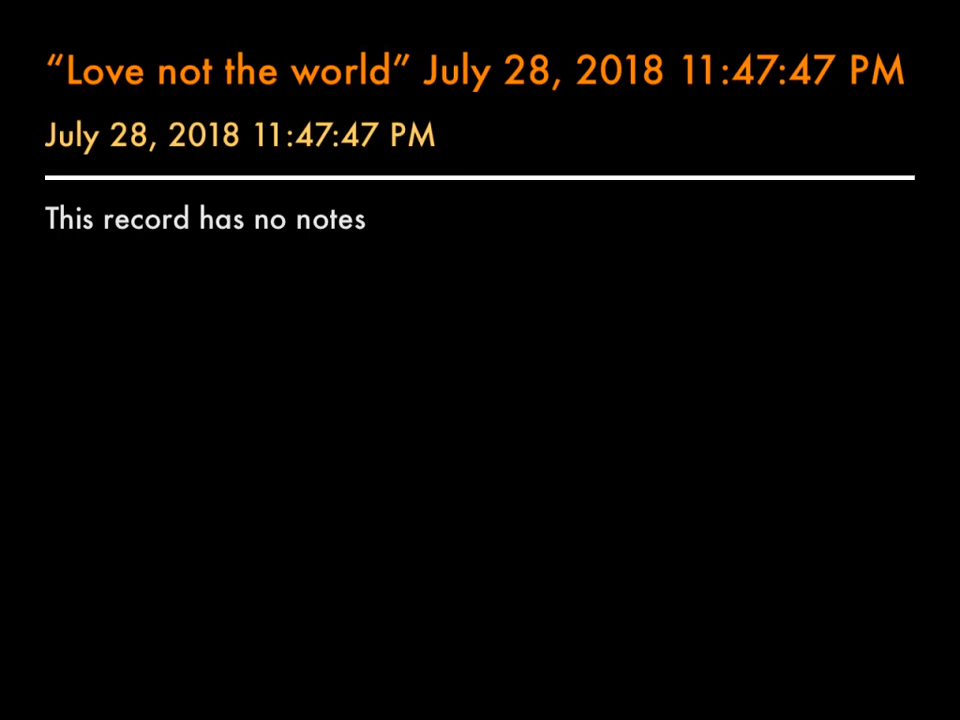 “Love not the world” July 28, 2018 11:47:47 PM
July 28, 2018 11:47:47 PM
This record has no notes